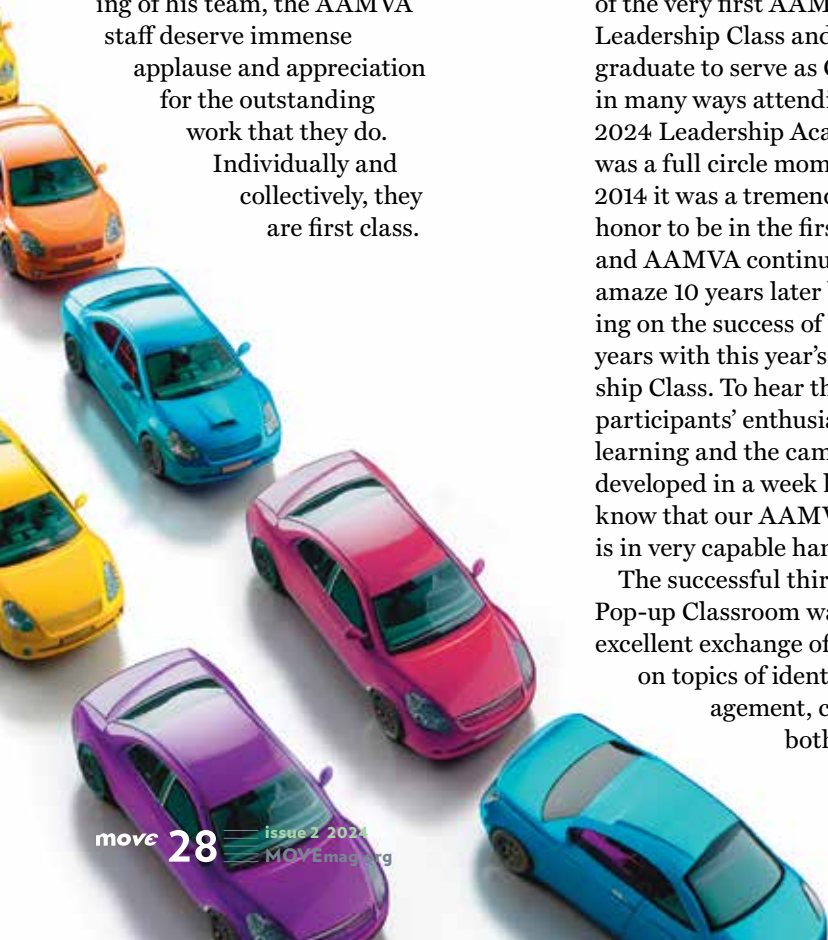 ing of his team, the AAMVA
staff deserve immense
applause and appreciation
for the outstanding
work that they do.
Individually and
collectively, they
are first class.
of the very first AAM
Leadership Class and
graduate to serve as
in many ways attendi
2024 Leadership Aca
was a full circle mom
2014 it was a tremend
honor to be in the firs
and AAMVA continu
amaze 10 years later
ing on the success of
years with this year’s
ship Class. To hear th
participants’ enthusia
learning and the cam
developed in a week
know that our AAMV
is in very capable han
The successful thir
Pop-up Classroom wa
excellent exchange of
on topics of ident
agement, c
both
move 28 issue 2 2024
MOVEmag.org